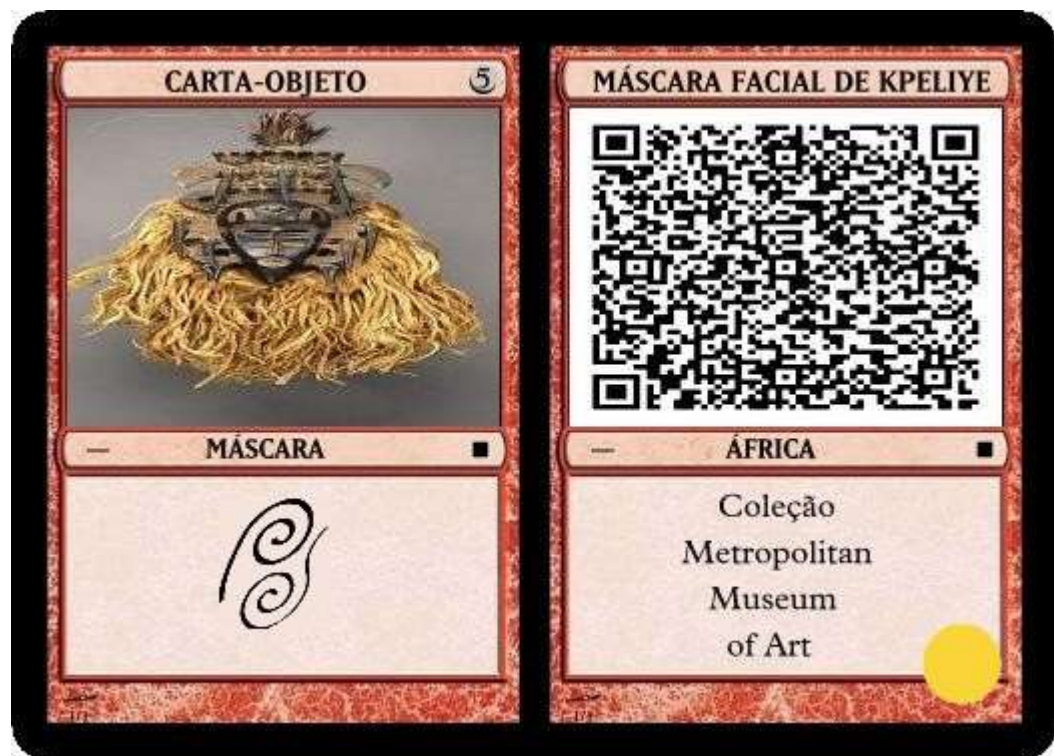 CARTA-OBJETO 5
MÁSCARA
MÁSCARA FACIAL DE KPELIYE
ÁFRICA
Coleção
Metropolitan
Museum
of Art